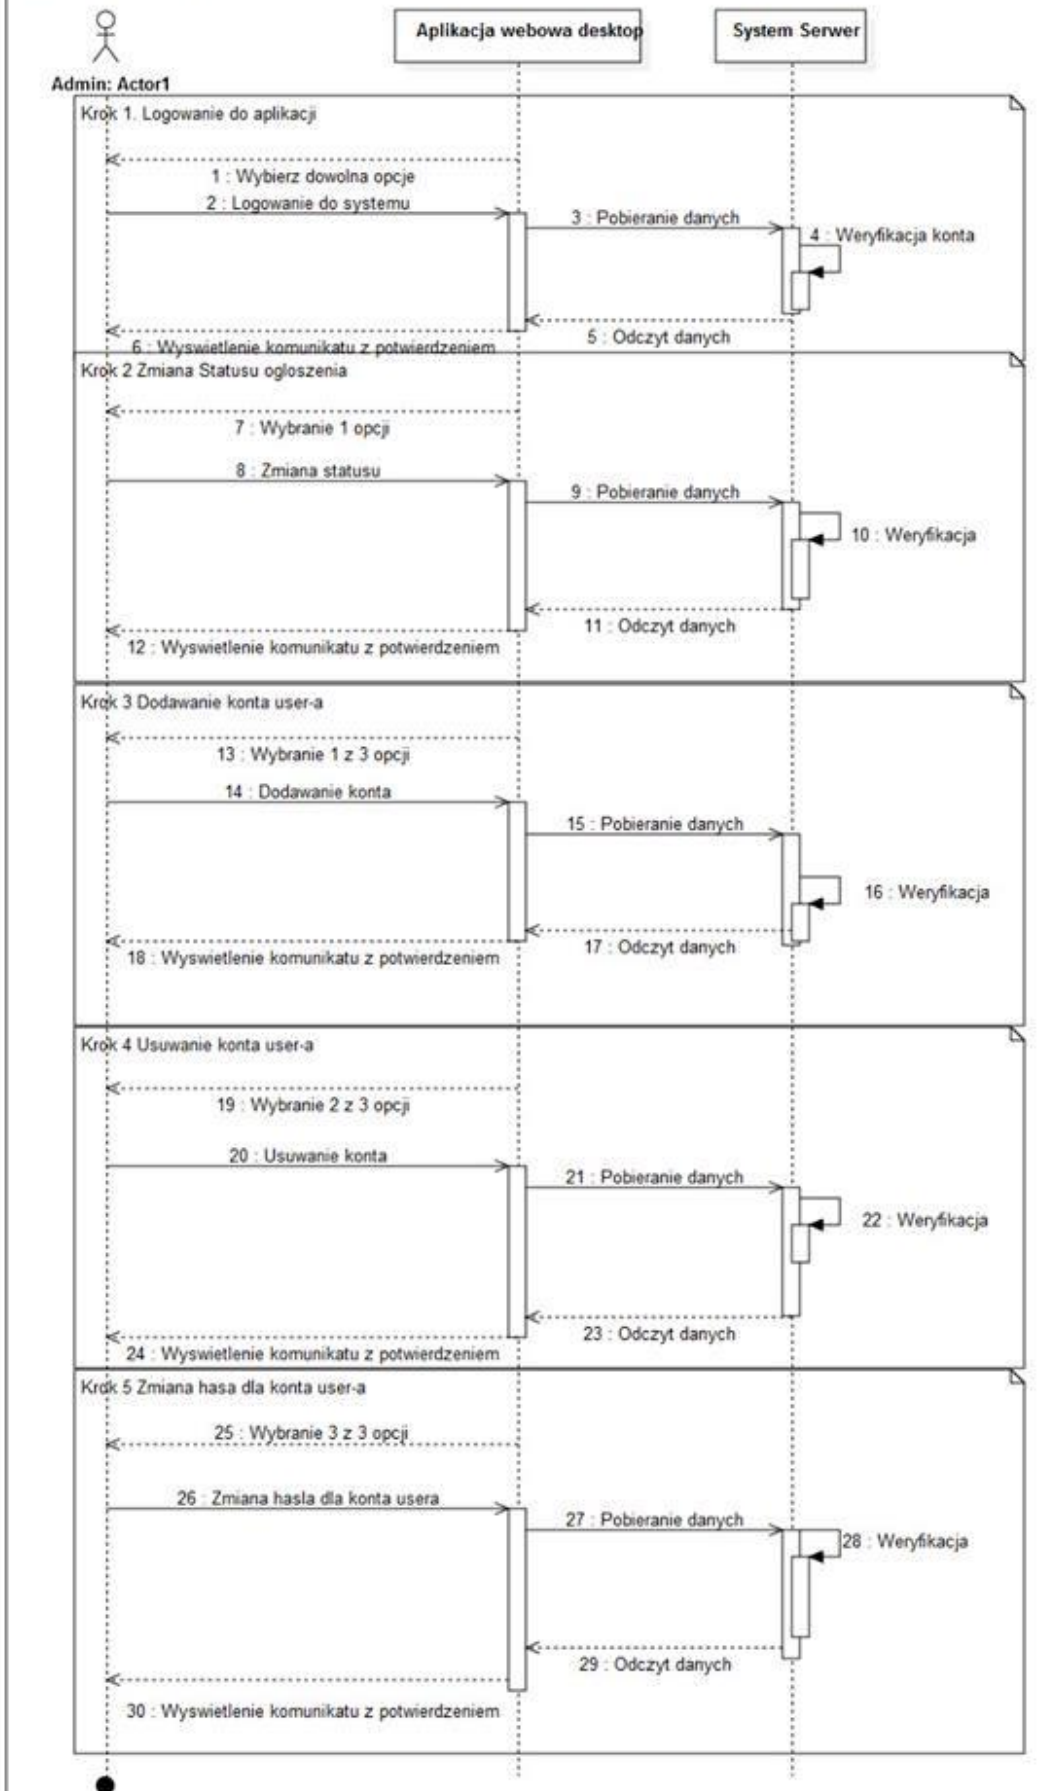 Aplikacja webowa desktop
System Serwer
Admin: Actor1
Krok 1. Logowanie do aplikacji
1 : Wybierz dowolna opcje
2 : Logowanie do systemu
3 : Pobieranie danych
4 : Weryfikacja konta
5 : Odczyt danych
6 : Wyswietlenie komunikatu z potwierdzeniem
Krok 2 Zmiana Statusu ogloszenia
7 : Wybranie 1 opcji
8 : Zmiana statusu
9 : Pobieranie danych
10 : Weryfikacja
11 : Odczyt danych
12 : Wyswietlenie komunikatu z potwierdzeniem
Krok 3 Dodawanie konta user-a
13 : Wybranie 1 z 3 opcji
14 : Dodawanie konta
15 : Pobieranie danych
16 : Weryfikacja
17 : Odczyt danych
18 : Wyswietlenie komunikatu z potwierdzeniem
Krok 4 Usuwanie konta user-a
19 : Wybranie 2 z 3 opcji
20 : Usuwanie konta
21 : Pobieranie danych
22 : Weryfikacja
23 : Odczyt danych
24 : Wyswietlenie komunikatu z potwierdzeniem
Krok 5 Zmiana hasa dla konta user-a
25 : Wybranie 3 z 3 opcji
26 : Zmiana hasla dla konta usera
27 : Pobieranie danych
28 : Weryfikacja
29 : Odczyt danych
30 : Wyswietlenie komunikatu z potwierdzeniem